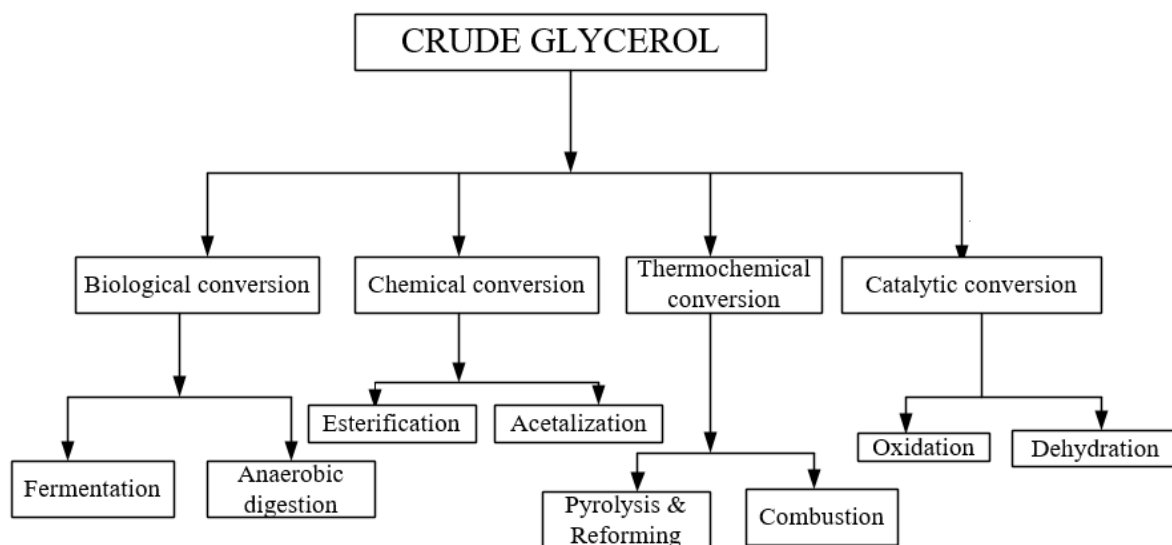 CRUDE GLYCEROL
Biological conversion
Chemical conversion
Thermochemical
conversion
Catalytic conversion
Fermentation
Anaerobic
digestion
Esterification
Acetalization
Pyrolysis &
Reforming
Combustion
Oxidation
Dehydration